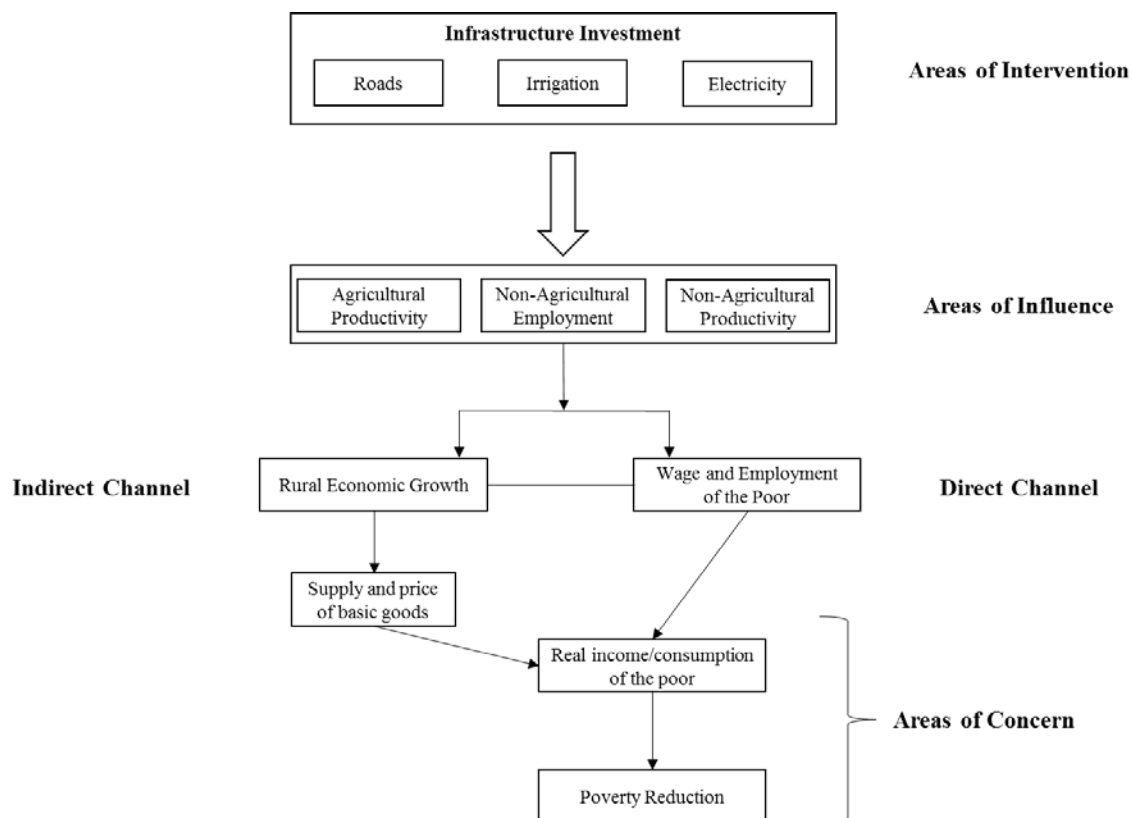 Infrastructure Investment
Roads
Irrigation
Electricity
Areas of Intervention
Agricultural
Productivity
Non-Agricultural
Employment
Non-Agricultural
Productivity
Areas of Influence
Indirect Channel
Rural Economic Growth
Wage and Employment
of the Poor
Direct Channel
Supply and price
of basic goods
Real income/consumption
of the poor
Areas of Concern
Poverty Reduction